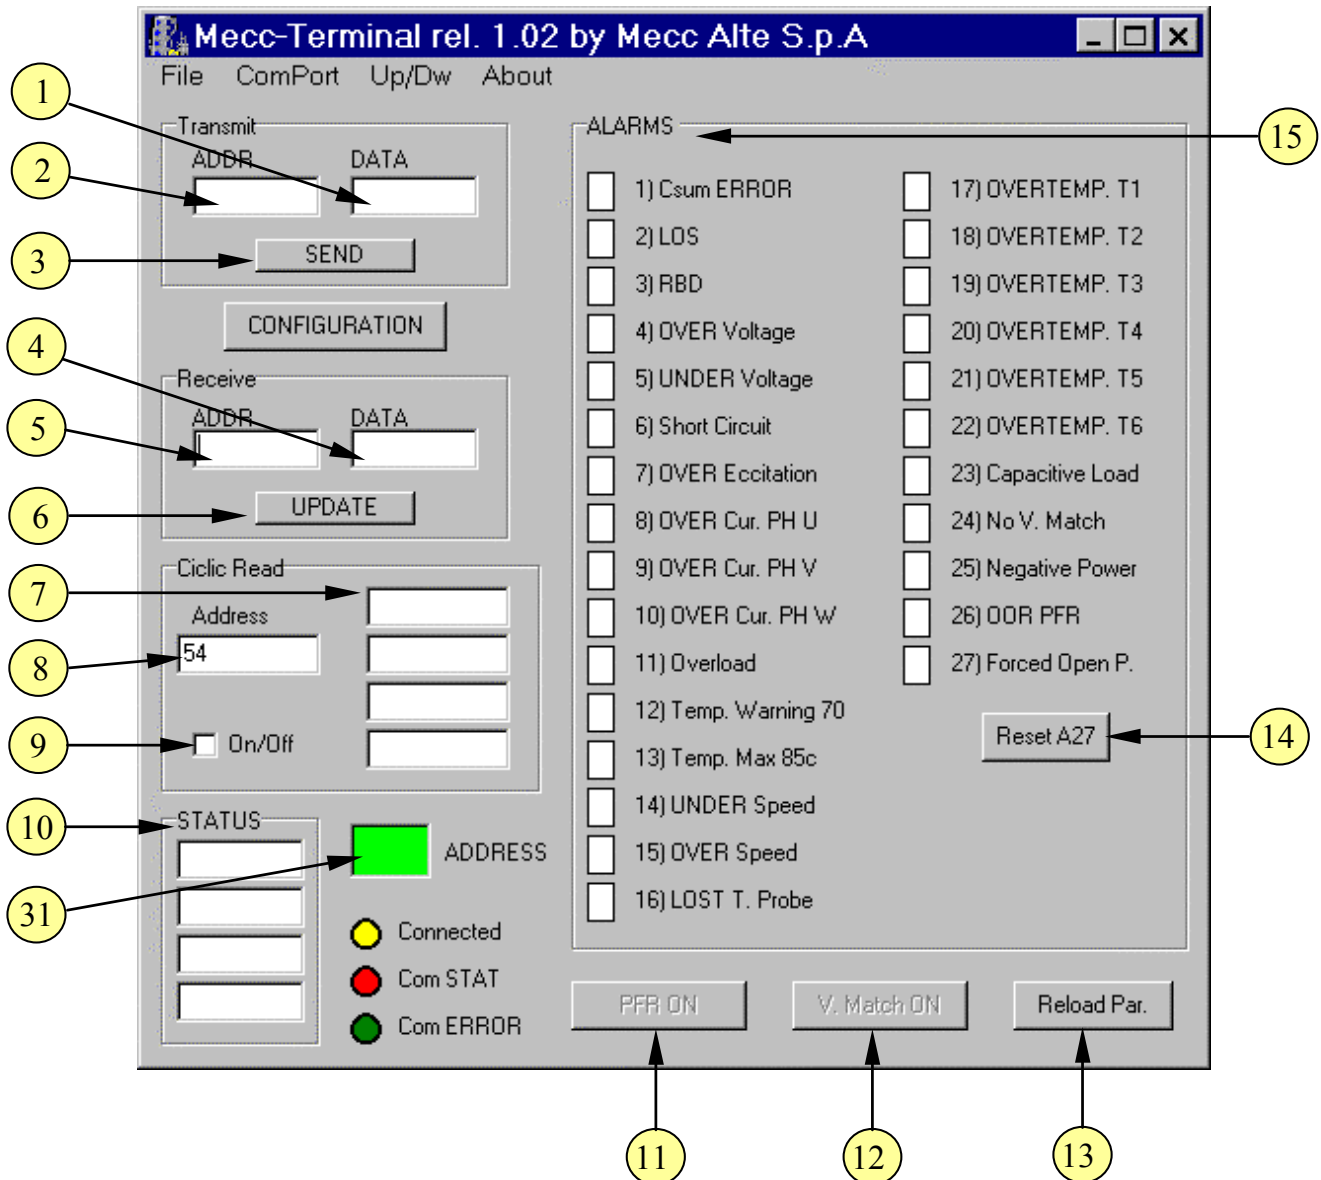 Mecc-Terminal rel. 1.02 by Mecc Alte S.p.A
File ComPort Up/Dw About
1
2
3
4
5
6
7
8
9
10
31
Transmit
ADDR DATA
SEND
CONFIGURATION
Receive
ADDR DATA
UPDATE
Ciclic Read
Address
54
On/Off
STATUS
ADDRESS
Connected
Com STAT
Com ERROR
ALARMS
15
1) Csum ERROR
2) LOS
3) RBD
4) OVER Voltage
5) UNDER Voltage
6) Short Circuit
7) OVER Eccitation
8) OVER Cur. PH U
9) OVER Cur. PH V
10) OVER Cur. PH W
11) Overload
12) Temp. Warning 70
13) Temp. Max 85c
14) UNDER Speed
15) OVER Speed
16) LOST T. Probe
17) OVERTEMP. T1
18) OVERTEMP. T2
19) OVERTEMP. T3
20) OVERTEMP. T4
21) OVERTEMP. T5
22) OVERTEMP. T6
23) Capacitive Load
24) No V. Match
25) Negative Power
26) OOR PFR
27) Forced Open P.
Reset A27
14
PFR ON
V. Match ON
Reload Par.
11
12
13